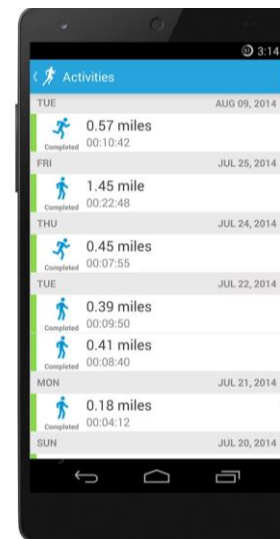 3:14
Activities
TUE AUG 09, 2014
0.57 miles
Completed 00:10:42
FRI JUL 25, 2014
1.45 mile
Completed 00:22:48
THU JUL 24, 2014
0.45 miles
Completed 00:07:55
TUE JUL 22, 2014
0.39 miles
Completed 00:09:50
0.41 miles
Completed 00:08:40
MON JUL 21, 2014
0.18 miles
Completed 00:04:12
SUN JUL 20, 2014